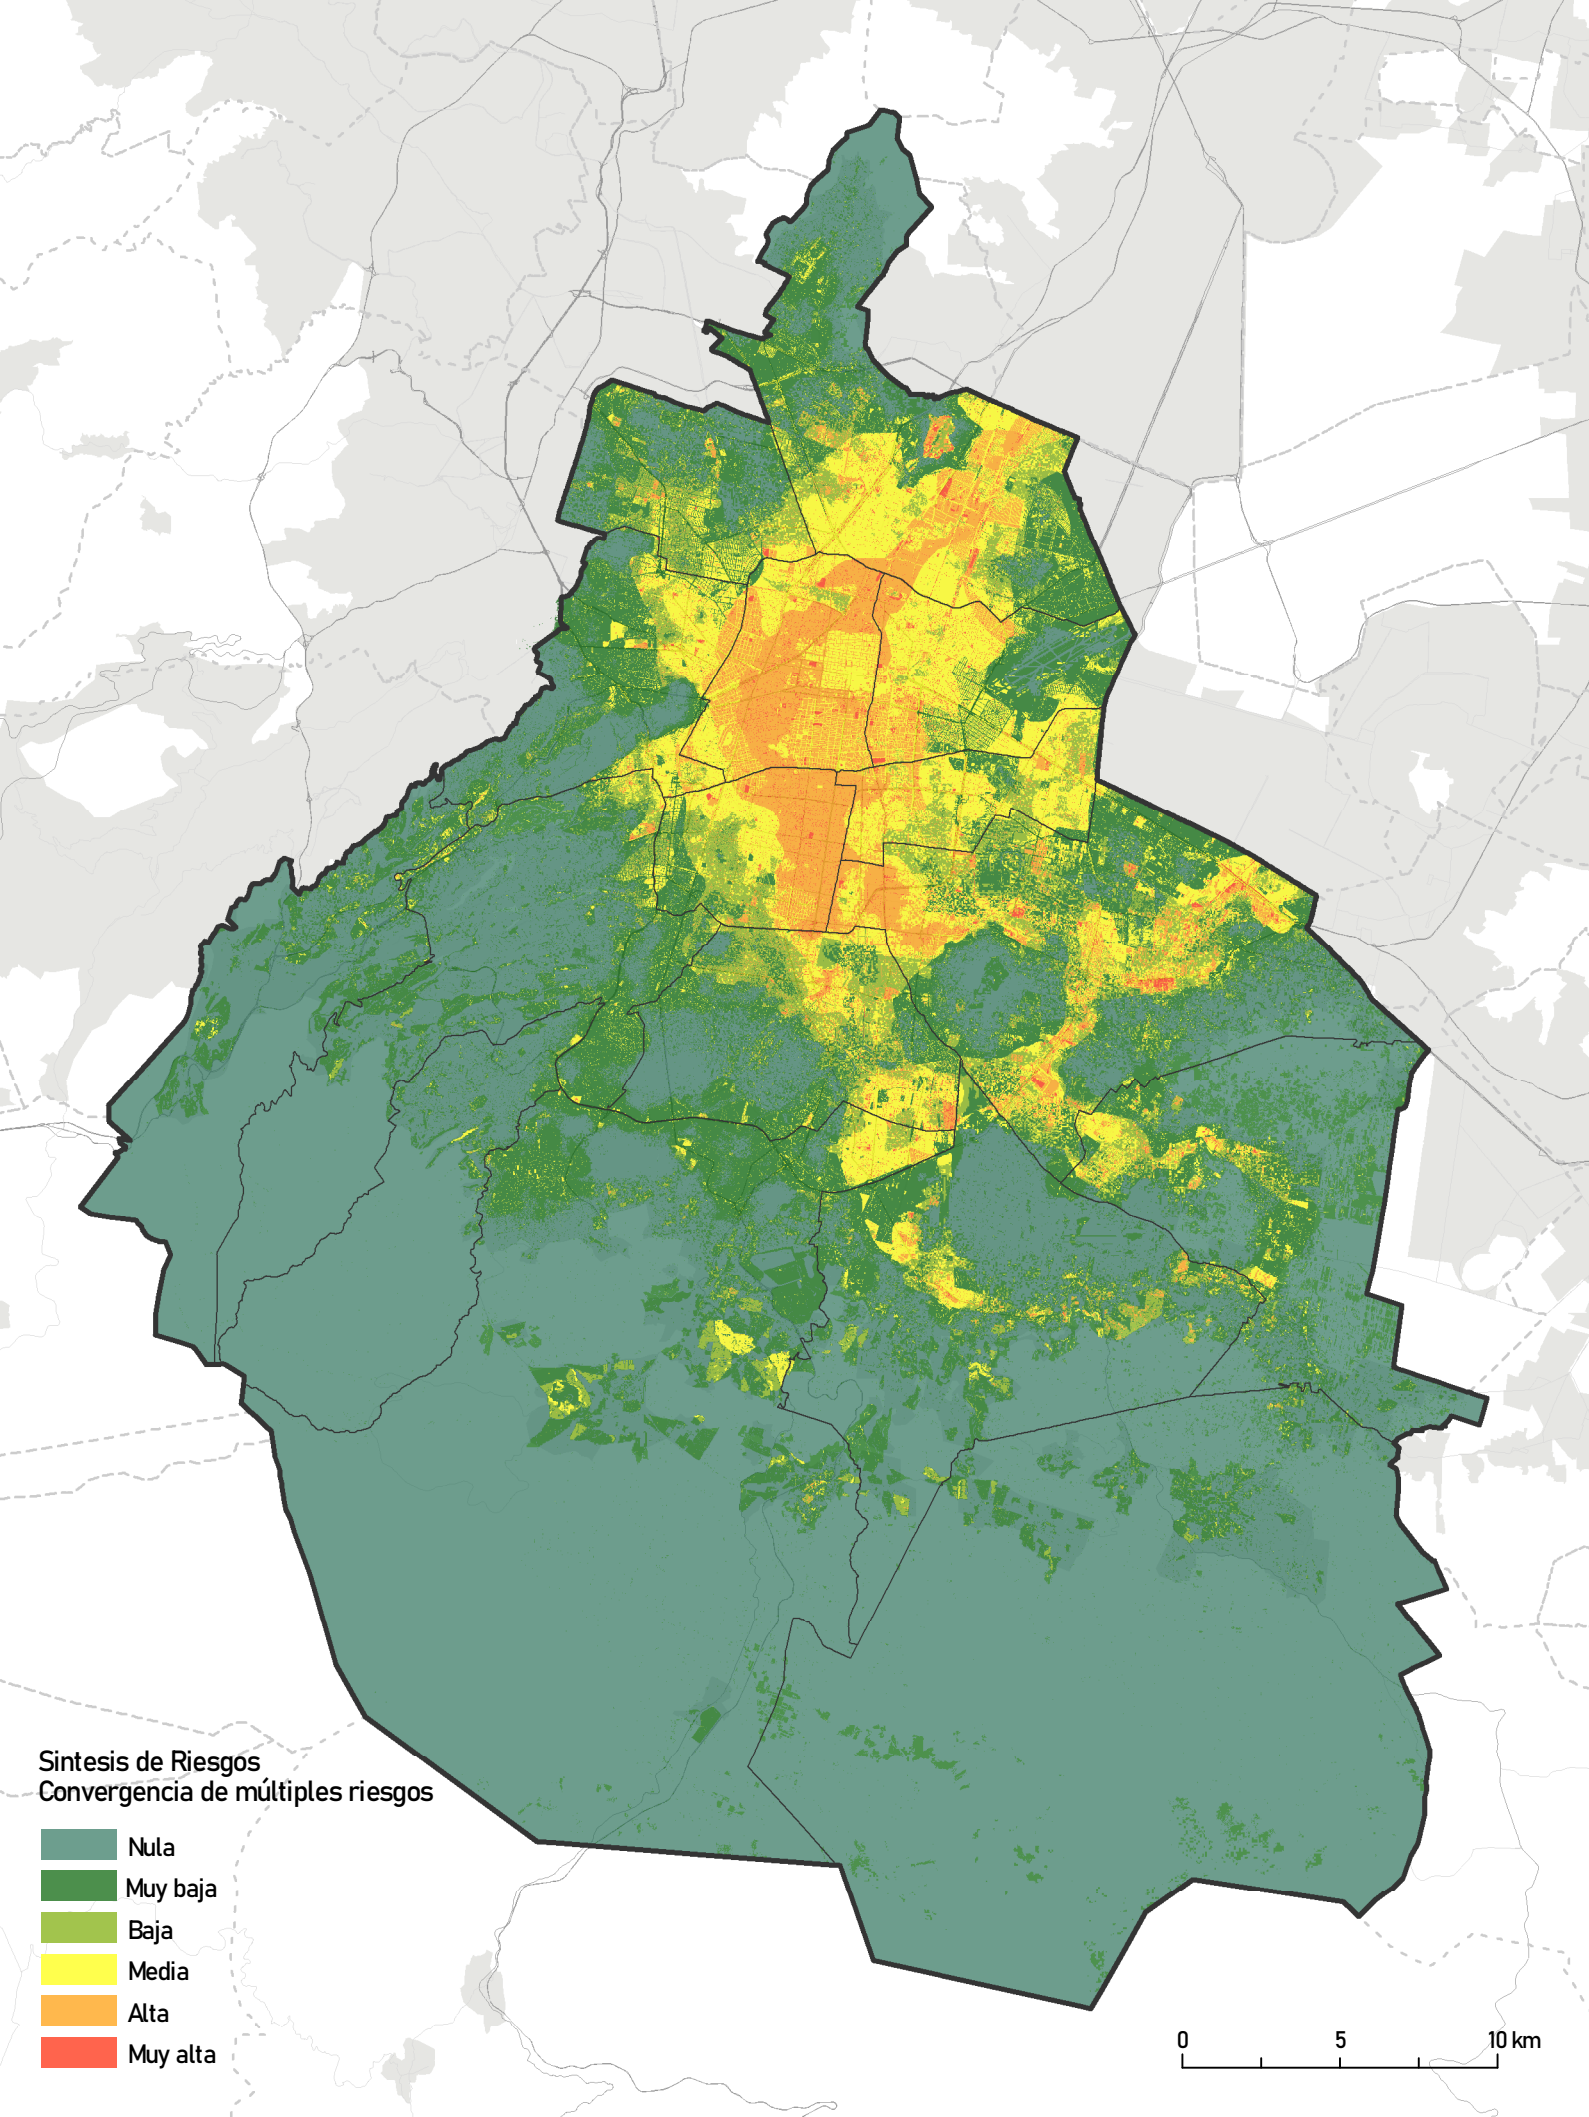 Sintesis de Riesgos
Convergencia de múltiples riesgos
Nula
Muy baja
Baja
Media
Alta
Muy alta
0 5 10 km